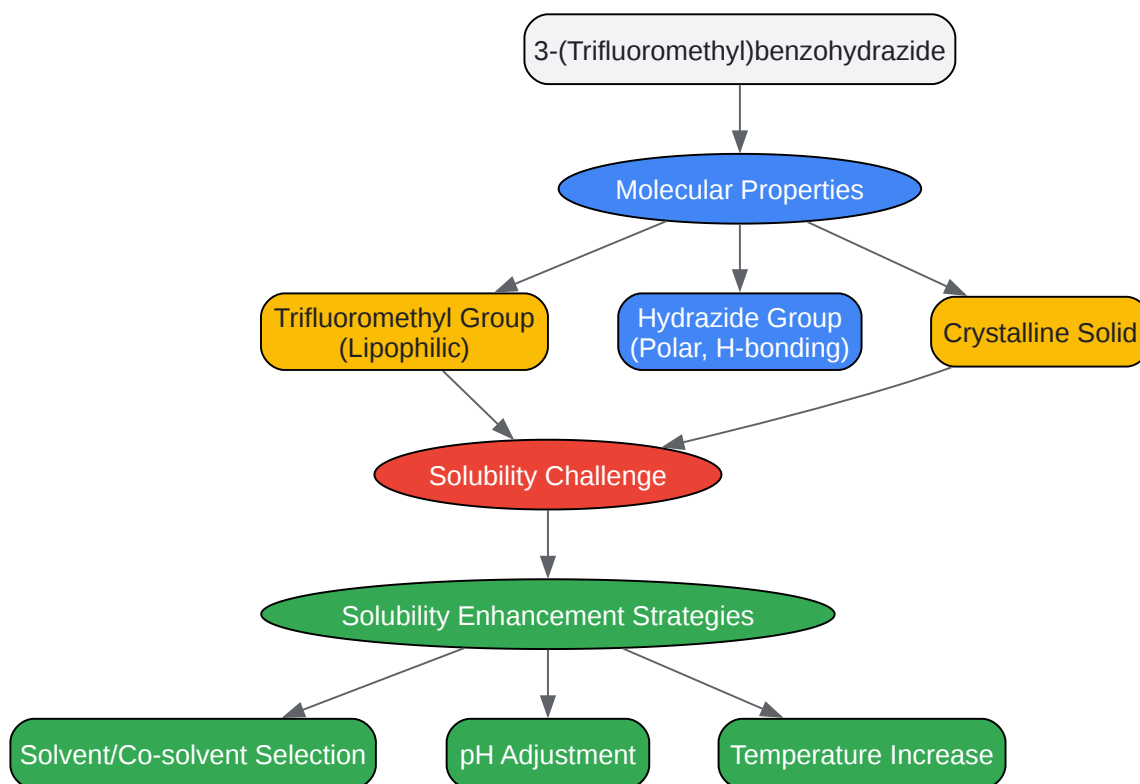 3-(Trifluoromethyl)benzohydrazide
Molecular Properties
Trifluoromethyl Group
(Lipophilic)
Hydrazide Group
(Polar, H-bonding)
Crystalline Solid
Solubility Challenge
Solubility Enhancement Strategies
Solvent/Co-solvent Selection
pH Adjustment
Temperature Increase